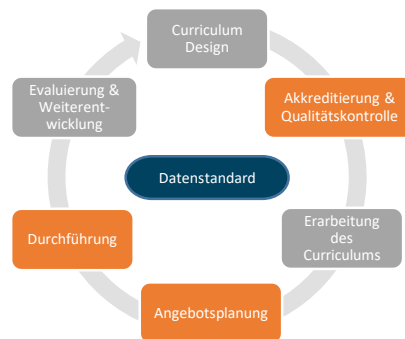 Curriculum
Design
Akkreditierung &
Qualitätskontrolle
Erarbeitung
des
Curriculums
Angebotsplanung
Durchführung
Evaluierung &
Weiterent-
wicklung
Datenstandard